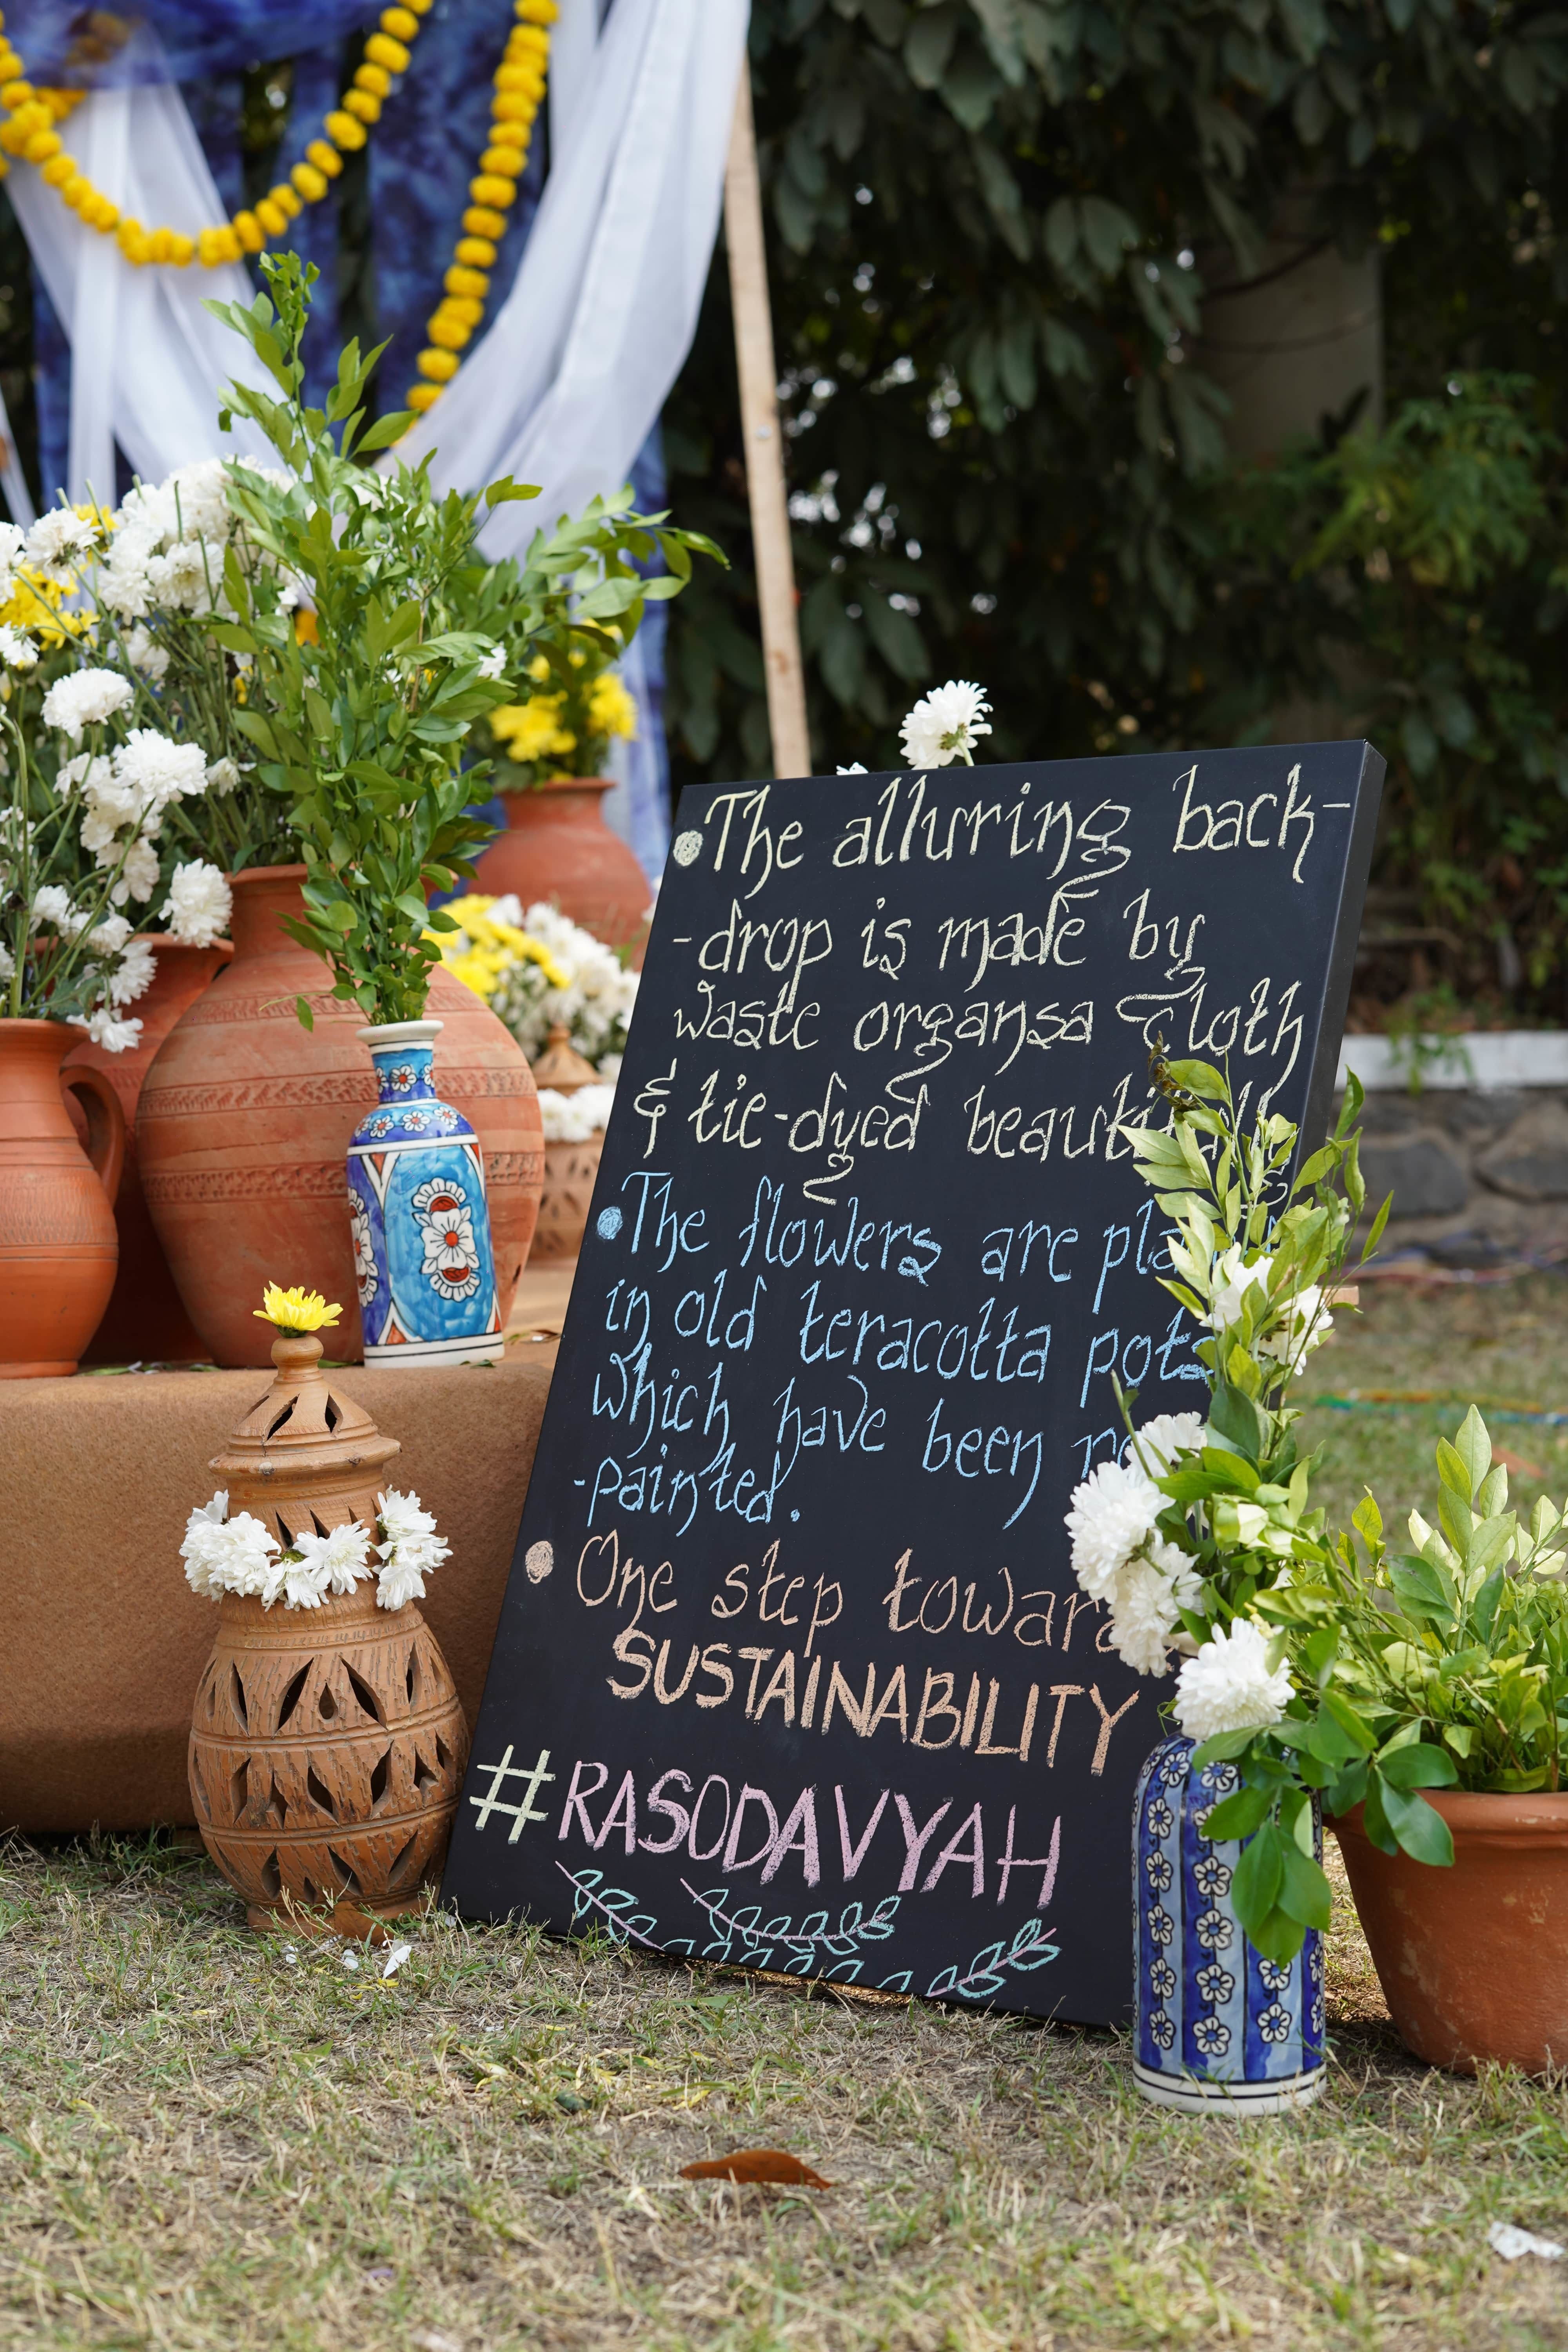 The alluring back-
-drop is made by
waste organsa cloth
& tie-dyed
The flowers are
in old teracotta pots
which have been
-painted.
One step
SUSTAINABILITY
#RASODAVYAH